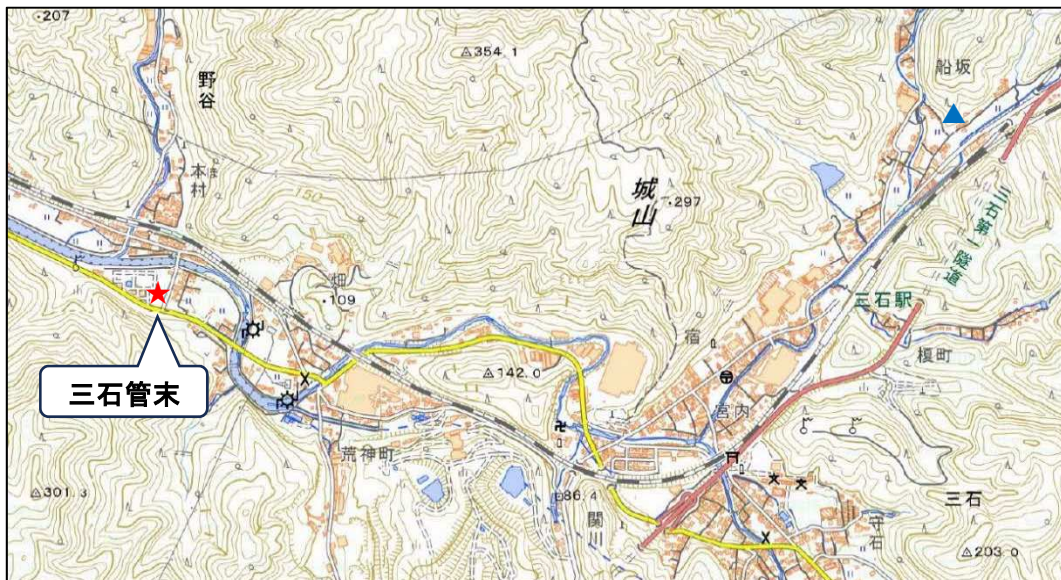 ・207
354.1
船坂
野谷
本村
150
城山
・297
三石第一隧道
三石駅
畑
・109
宿
榎町
三石管末
142.0
宮内
荒神町
301.3
86.4
関川
三石
守石
203.0